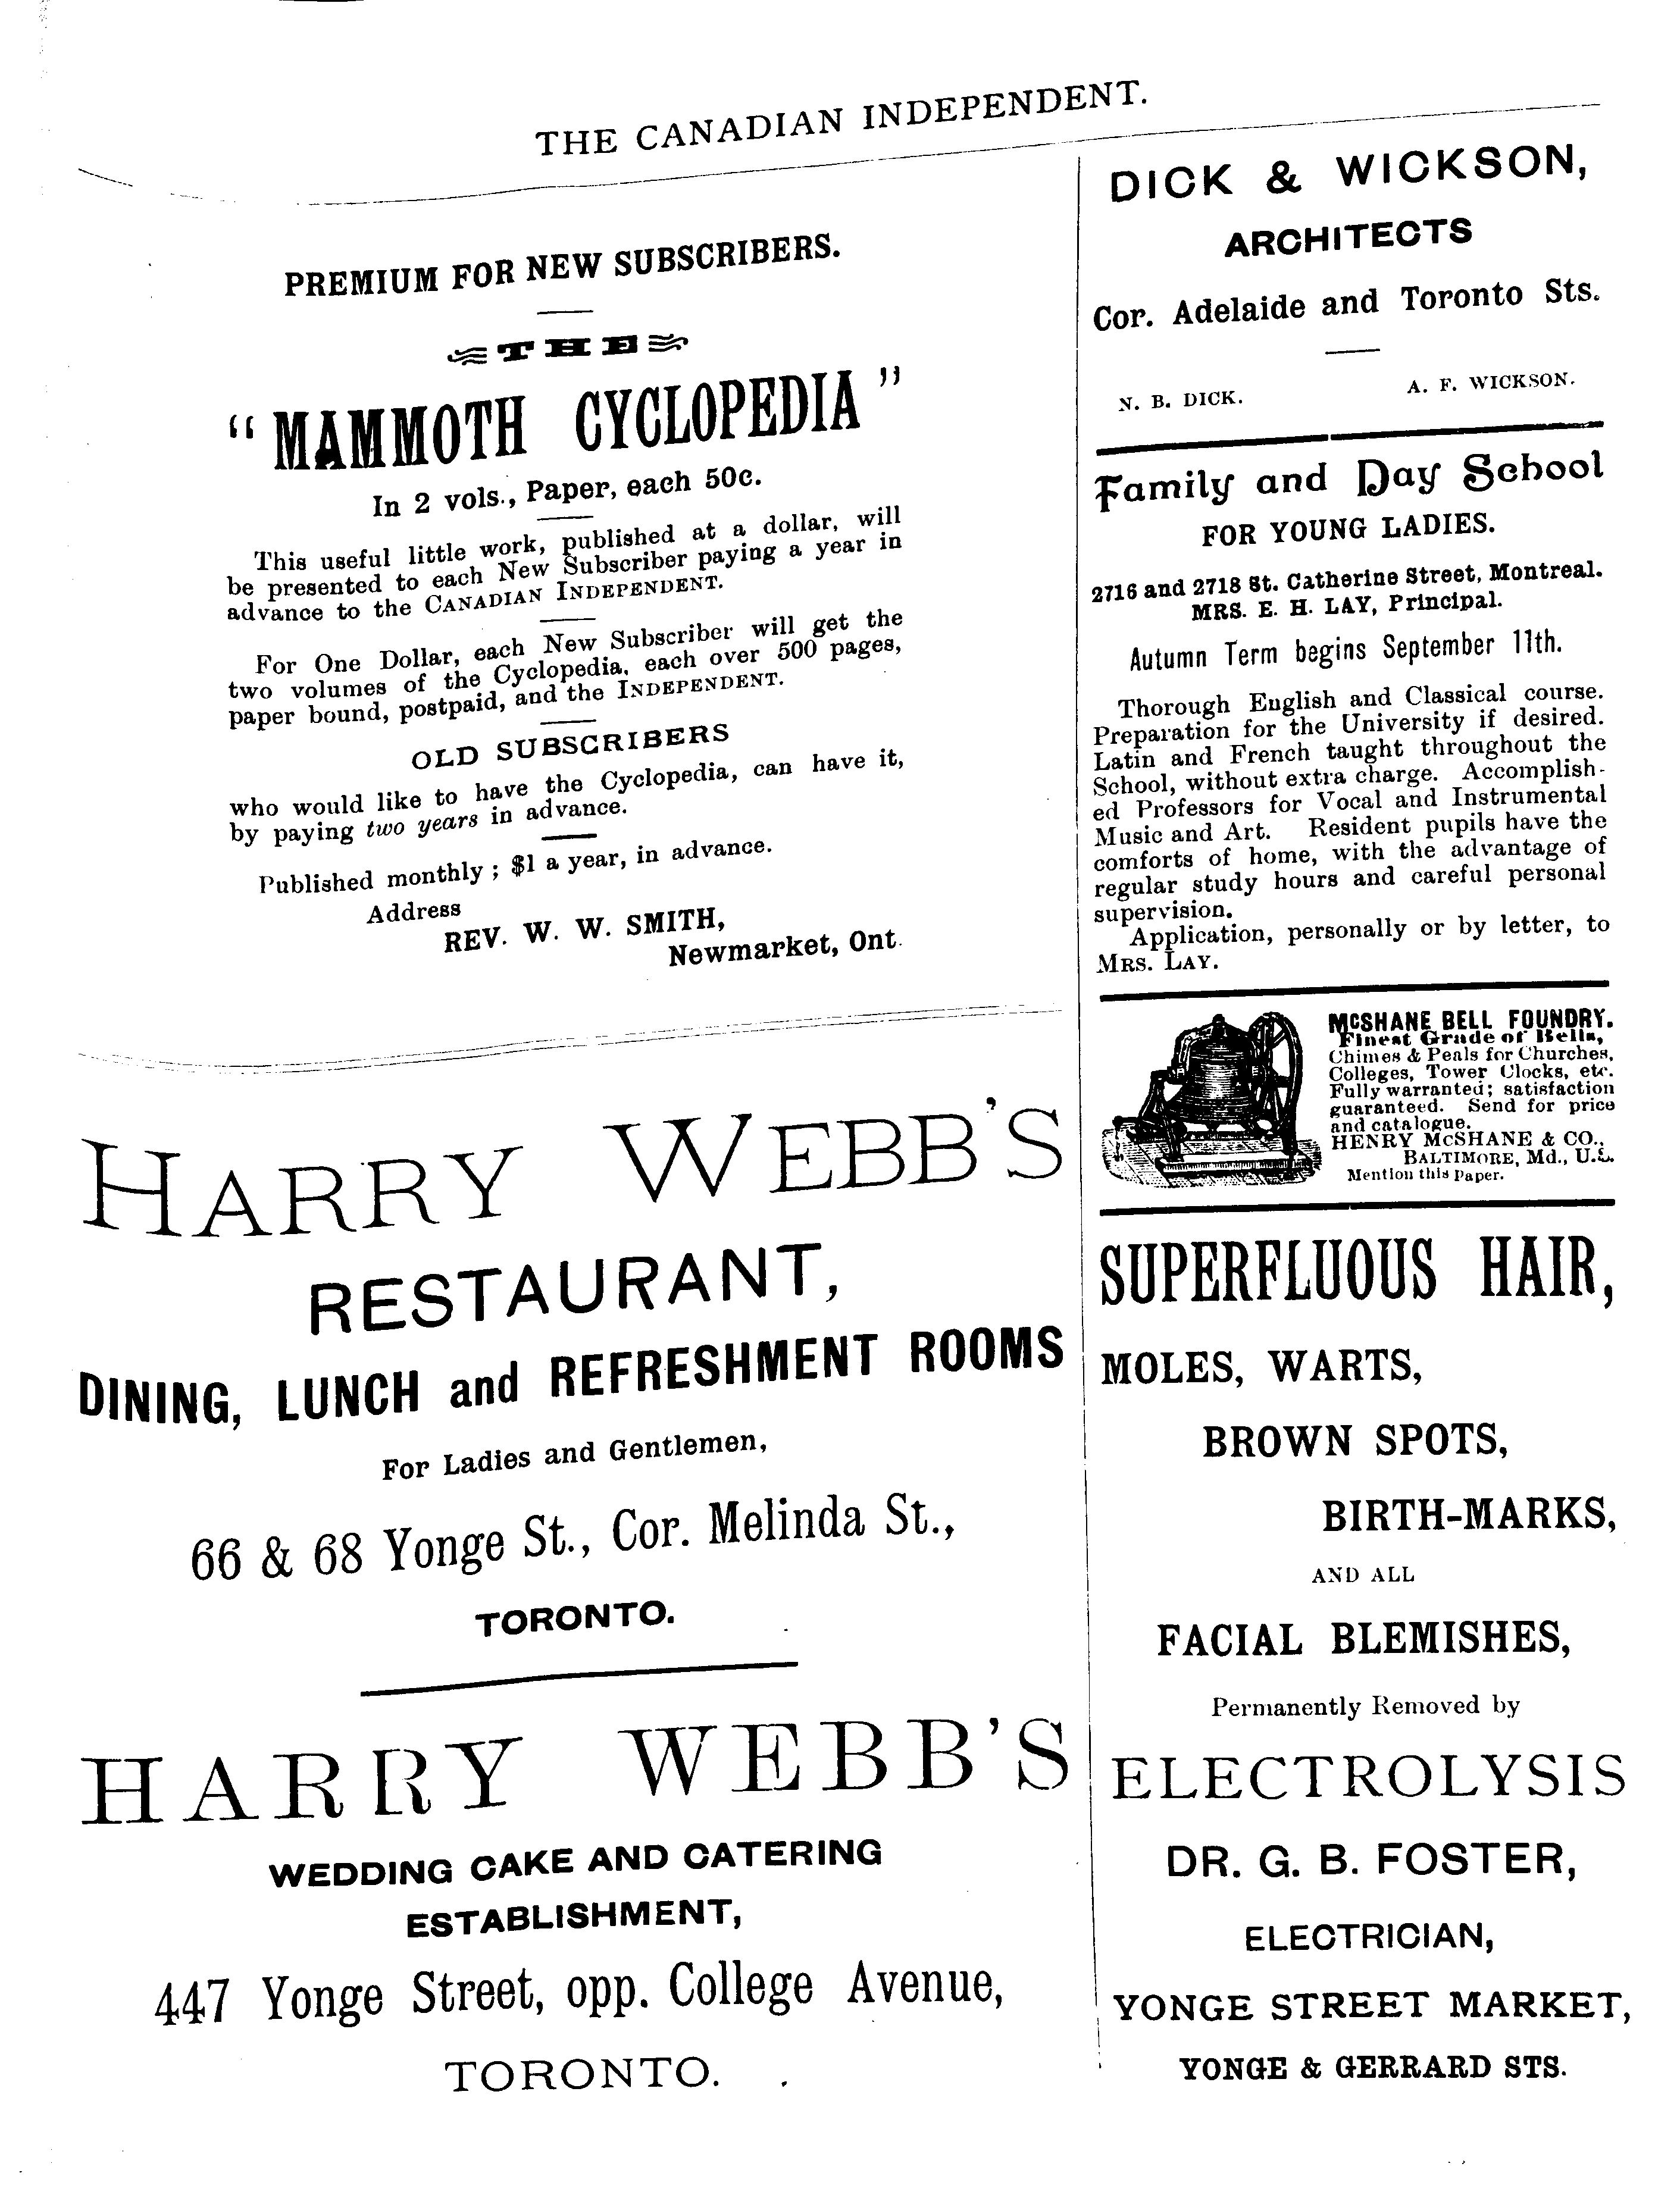 THE CANADIAN INDEPENDENT.
PREMIUM FOR NEW SUBSCRIBERS.
THE
"MAMMOTH CYCLOPEDIA"
In 2 vols., Paper, each 50c.
This useful little work, published at a dollar, will
be presented to each New Subscriber paying a year in
advance to the CANADIAN INDEPENDENT.
For One Dollar, each New Subscriber will get the
two volumes of the Cyclopedia, each over 500 pages,
paper bound, postpaid, and the INDEPENDENT.
OLD SUBSCRIBERS
who would like to have the Cyclopedia, can have it,
by paying two years in advance.
Published monthly; $1 a year, in advance.
Address
REV. W. W. SMITH,
Newmarket, Ont.
HARRY WEBB'S
RESTAURANT,
DINING, LUNCH and REFRESHMENT ROOMS
For Ladies and Gentlemen,
66 & 68 Yonge St., Cor. Melinda St.,
TORONTO.
HARRY WEBB'S
WEDDING CAKE AND CATERING
ESTABLISHMENT,
447 Yonge Street, opp. College Avenue,
TORONTO.
DICK & WICKSON,
ARCHITECTS
Cor. Adelaide and Toronto Sts.
N. B. DICK. A. F. WICKSON.
Family and Day School
FOR YOUNG LADIES.
2716 and 2718 St. Catherine Street, Montreal.
MRS. E. H. LAY, Principal.
Autumn Term begins September 11th.
Thorough English and Classical course.
Preparation for the University if desired.
Latin and French taught throughout the
School, without extra charge. Accomplish-
ed Professors for Vocal and Instrumental
Music and Art. Resident pupils have the
comforts of home, with the advantage of
regular study hours and careful personal
supervision.
Application, personally or by letter, to
MRS. LAY.
MCSHANE BELL FOUNDRY.
Finest Grade of Bells,
Chimes & Peals for Churches,
Colleges, Tower Clocks, etc.
Fully warranted; satisfaction
guaranteed. Send for price
and catalogue.
HENRY McSHANE & CO.,
BALTIMORE, Md., U.S.
Mention this paper.
SUPERFLUOUS HAIR,
MOLES, WARTS,
BROWN SPOTS,
BIRTH-MARKS,
AND ALL
FACIAL BLEMISHES,
Permanently Removed by
ELECTROLYSIS
DR. G. B. FOSTER,
ELECTRICIAN,
YONGE STREET MARKET,
YONGE & GERRARD STS.